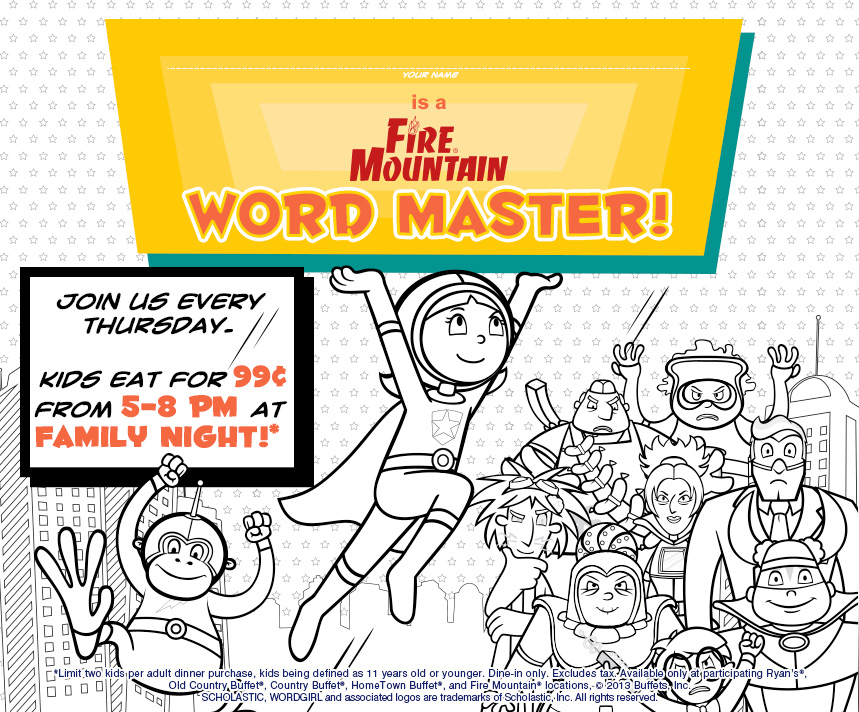 YOUR NAME
is a
FIRE
MOUNTAIN®
WORD MASTER!
JOIN US EVERY
THURSDAY.
KIDS EAT FOR 99¢
FROM 5-8 PM AT
FAMILY NIGHT!*
*Limit two kids per adult dinner purchase, kids being defined as 11 years old or younger. Dine-in only. Excludes tax. Available only at participating Ryan's®,
Old Country Buffet®, Country Buffet®, HomeTown Buffet®, and Fire Mountain® locations, © 2013 Buffets, Inc.
SCHOLASTIC, WORDGIRL and associated logos are trademarks of Scholastic, Inc. All rights reserved.